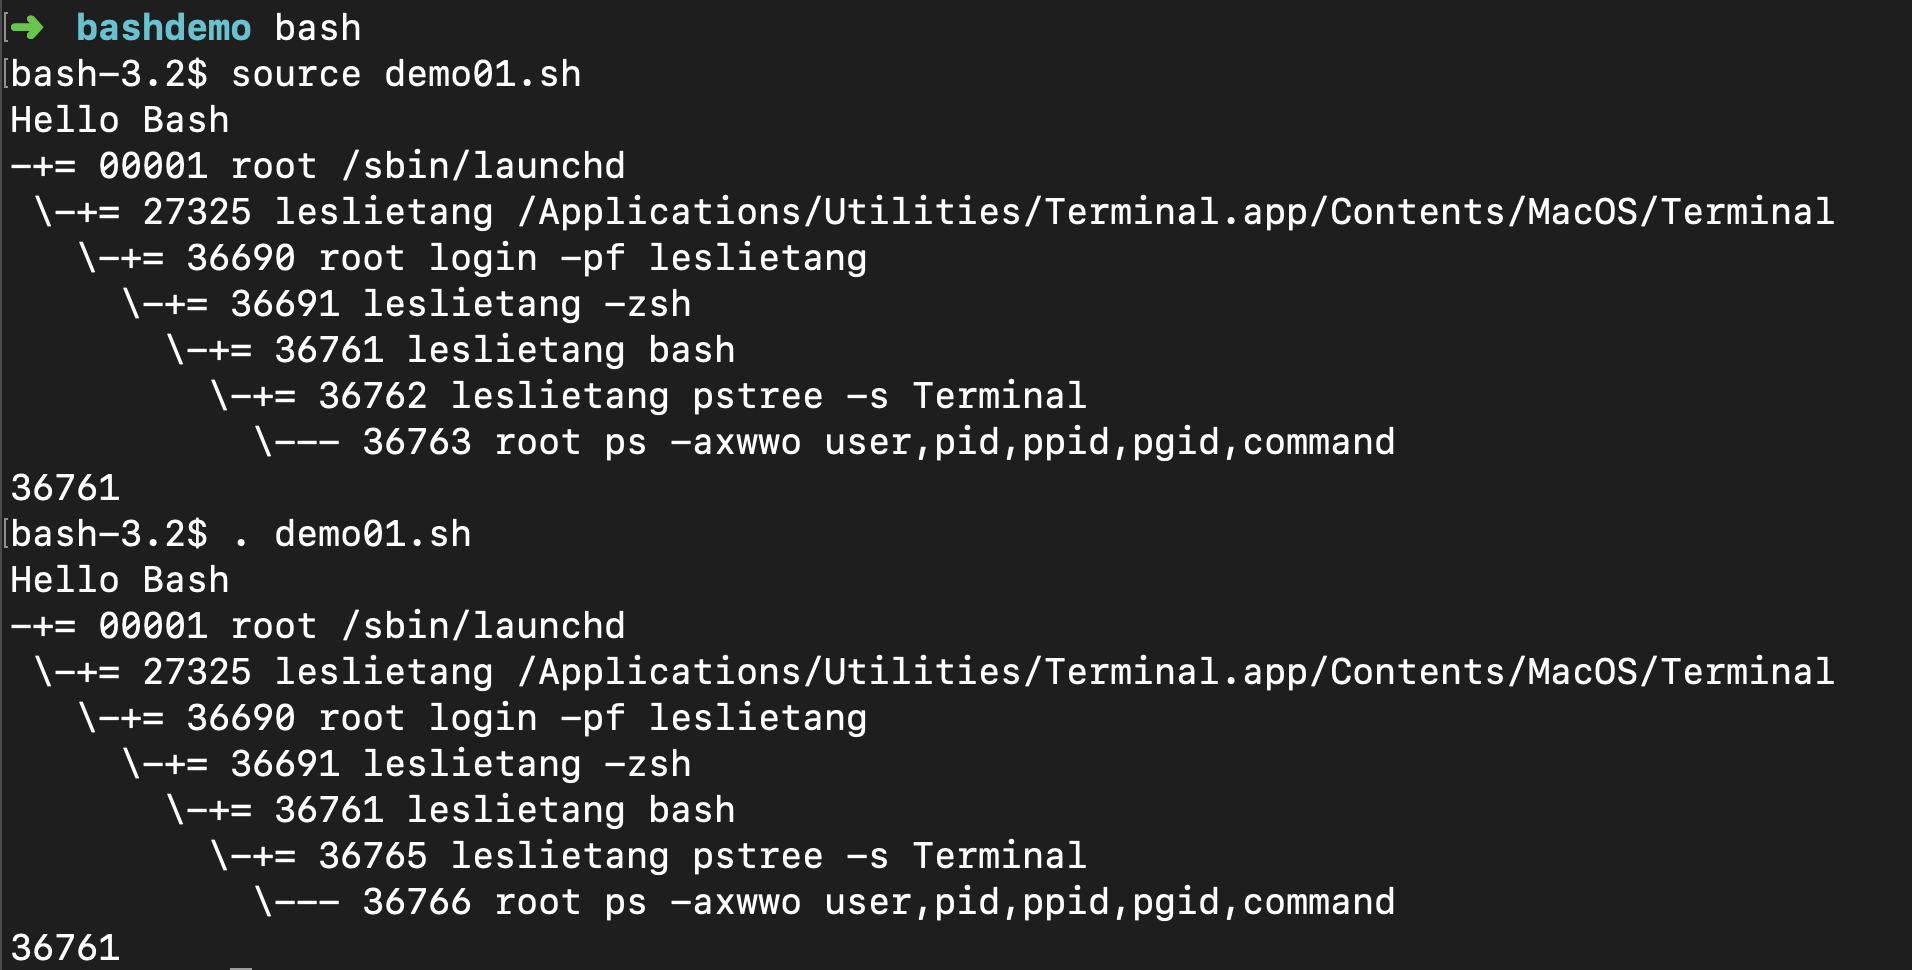 [➜  bashdemo bash
[bash-3.2$ source demo01.sh
Hello Bash
-+= 00001 root /sbin/launchd
 \-+= 27325 leslietang /Applications/Utilities/Terminal.app/Contents/MacOS/Terminal
   \-+= 36690 root login -pf leslietang
     \-+= 36691 leslietang -zsh
       \-+= 36761 leslietang bash
         \-+= 36762 leslietang pstree -s Terminal
           \--- 36763 root ps -axwwo user,pid,ppid,pgid,command
36761
[bash-3.2$ . demo01.sh
Hello Bash
-+= 00001 root /sbin/launchd
 \-+= 27325 leslietang /Applications/Utilities/Terminal.app/Contents/MacOS/Terminal
   \-+= 36690 root login -pf leslietang
     \-+= 36691 leslietang -zsh
       \-+= 36761 leslietang bash
         \-+= 36765 leslietang pstree -s Terminal
           \--- 36766 root ps -axwwo user,pid,ppid,pgid,command
36761